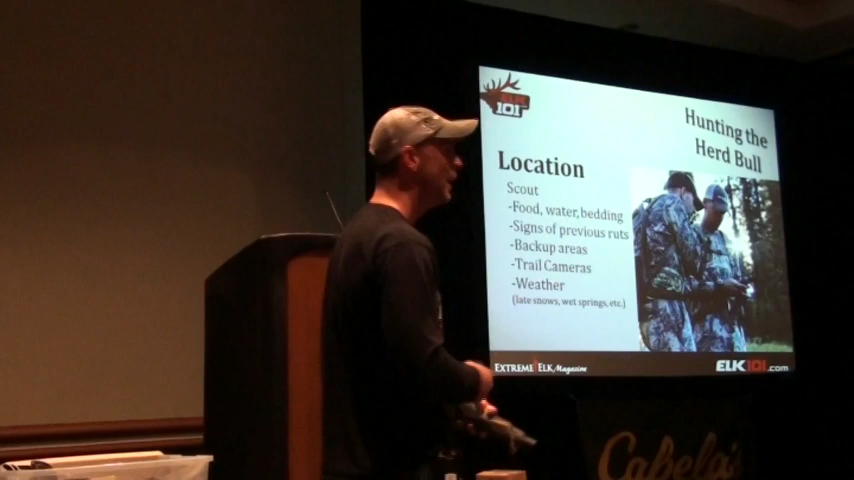 ELK
101
Hunting the
Herd Bull
Location
Scout
-Food, water, bedding
-Signs of previous ruts
-Backup areas
-Trail Cameras
-Weather
(late snows, wet springs, etc.)
EXTREME ELK Magazine
ELK101.com
Cabela's